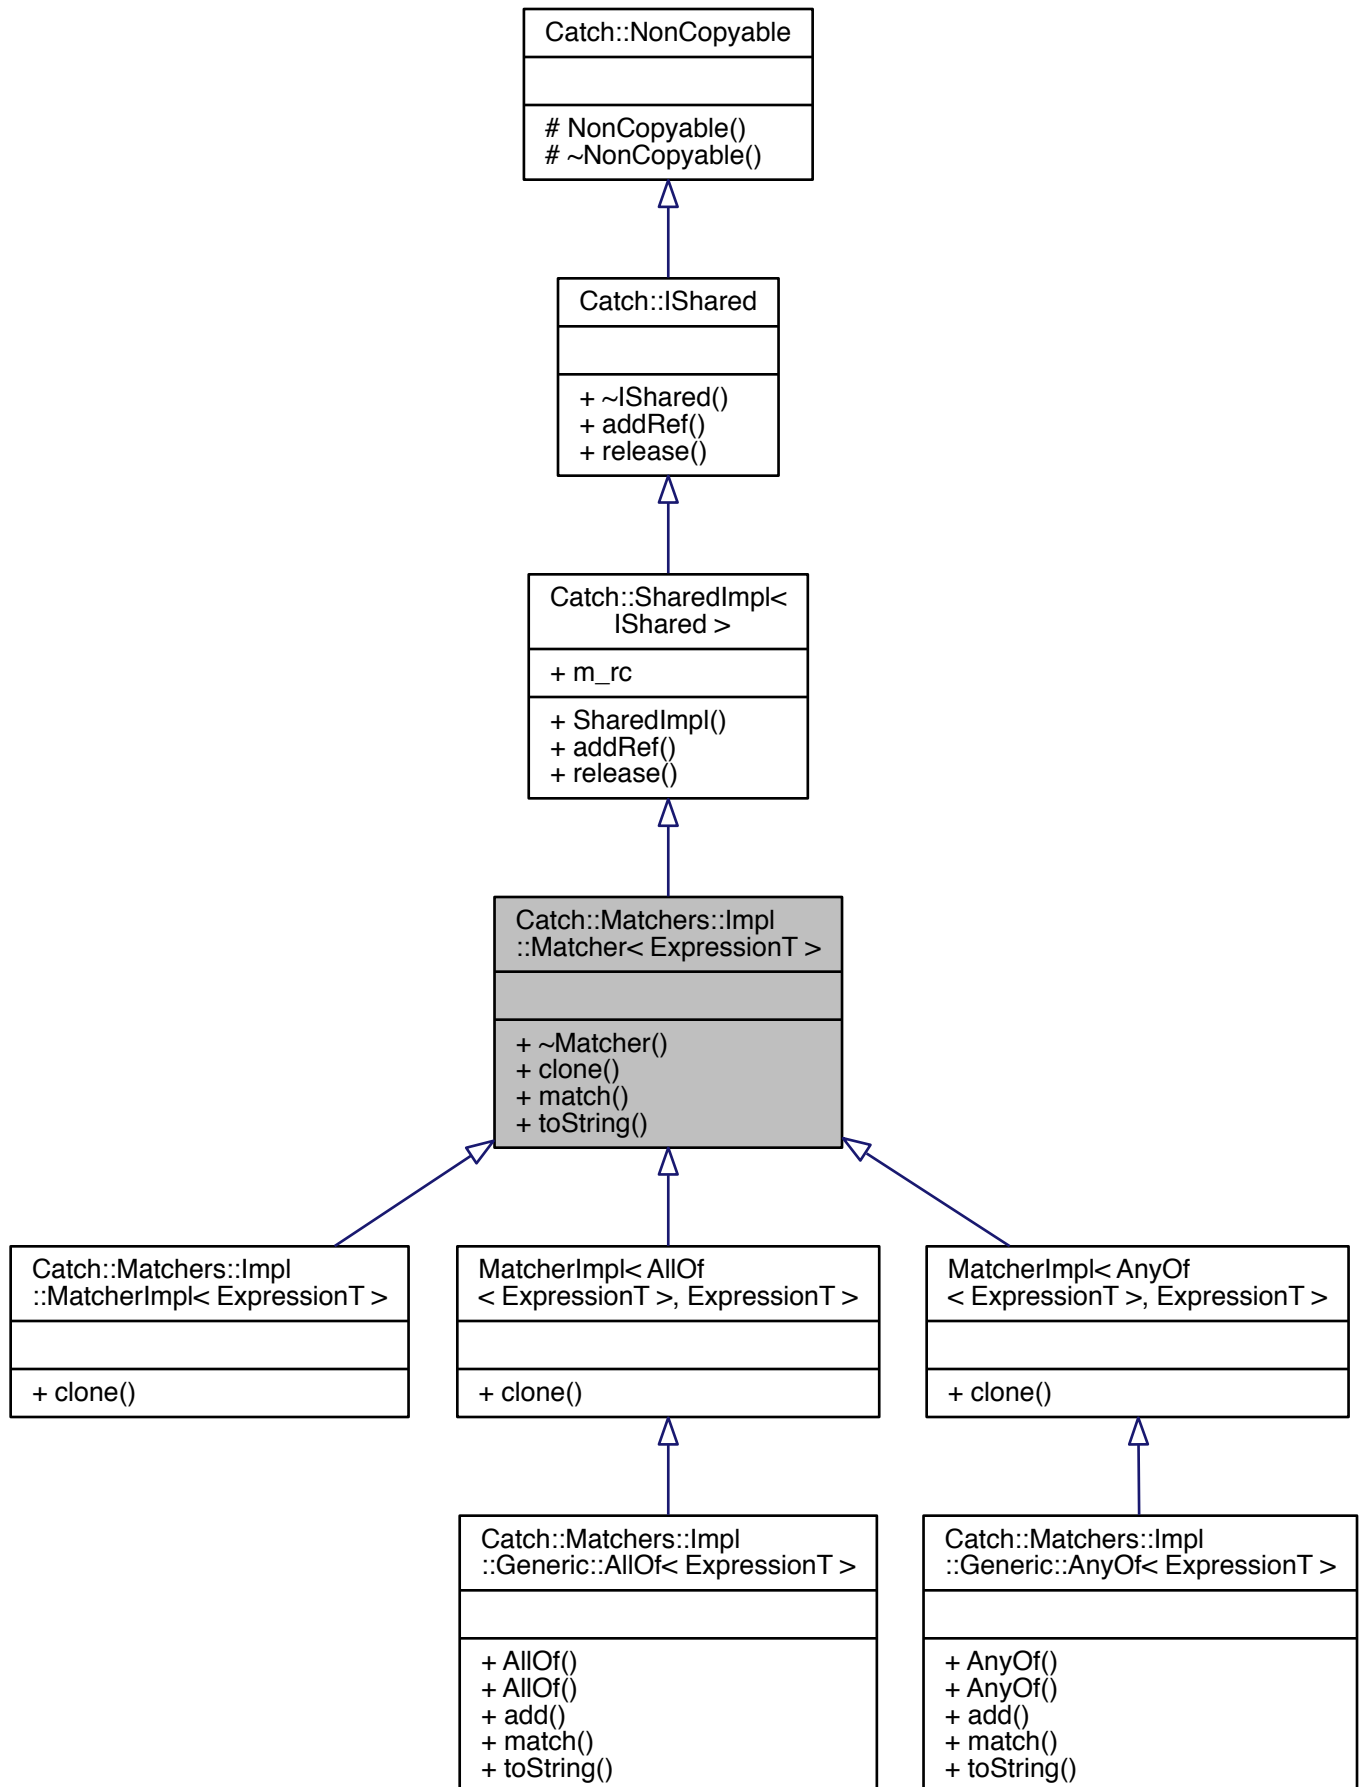 Catch::NonCopyable
# NonCopyable()
# ~NonCopyable()
Catch::IShared
+ ~IShared()
+ addRef()
+ release()
Catch::SharedImpl<
IShared >
+ m_rc
+ SharedImpl()
+ addRef()
+ release()
Catch::Matchers::Impl
::Matcher< ExpressionT >
+ ~Matcher()
+ clone()
+ match()
+ toString()
Catch::Matchers::Impl
::MatcherImpl< ExpressionT >
+ clone()
MatcherImpl< AllOf
< ExpressionT >, ExpressionT >
+ clone()
MatcherImpl< AnyOf
< ExpressionT >, ExpressionT >
+ clone()
Catch::Matchers::Impl
::Generic::AllOf< ExpressionT >
+ AllOf()
+ AllOf()
+ add()
+ match()
+ toString()
Catch::Matchers::Impl
::Generic::AnyOf< ExpressionT >
+ AnyOf()
+ AnyOf()
+ add()
+ match()
+ toString()